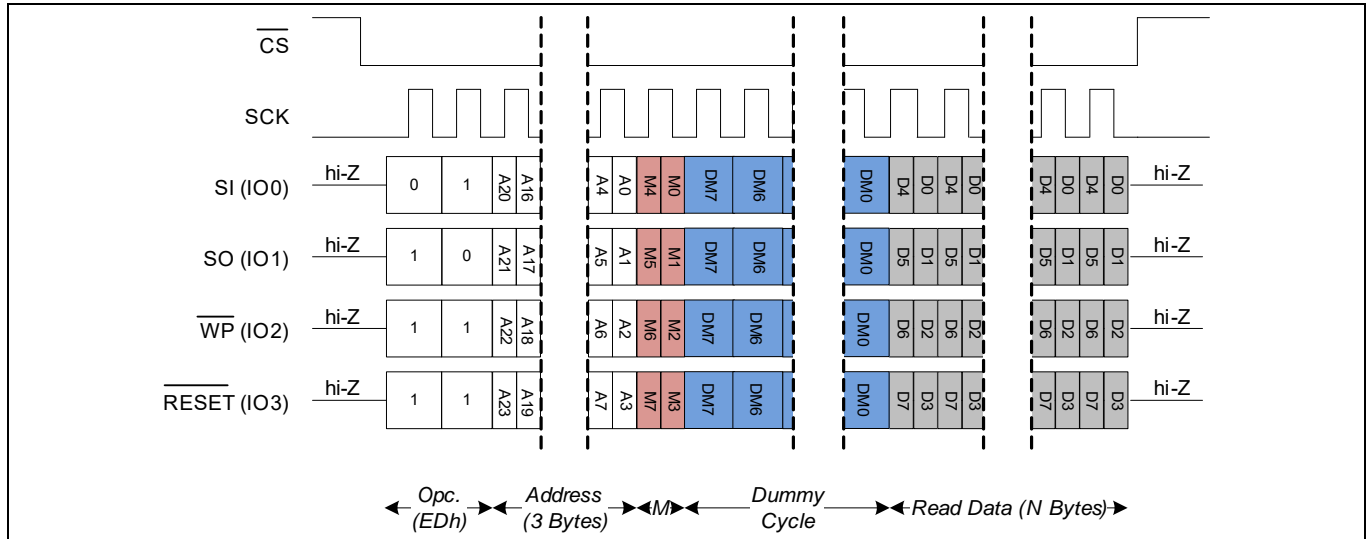 CS
SCK
SI (IO0) hi-Z 0 1 A20 A16 A4 A0 M4 M0 DM7 DM6 DM0 D4 D0 D4 D0 D4 D0 D4 D0 hi-Z
SO (IO1) hi-Z 1 0 A21 A17 A5 A1 M5 M1 DM7 DM6 DM0 D5 D1 D5 D1 D5 D1 D5 D1 hi-Z
WP (IO2) hi-Z 1 1 A22 A18 A6 A2 M6 M2 DM7 DM6 DM0 D6 D2 D6 D2 D6 D2 D6 D2 hi-Z
RESET (IO3) hi-Z 1 1 A23 A19 A7 A3 M7 M3 DM7 DM6 DM0 D7 D3 D7 D3 D7 D3 D7 D3 hi-Z
Opc. Address M Dummy Read Data (N Bytes)
(EDh) (3 Bytes) Cycle